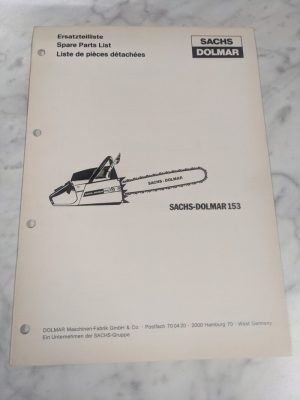 Ersatzteilliste
Spare Parts List
Liste de pièces détachées
SACHS
DOLMAR
SACHS-DOLMAR
SACHS-DOLMAR 153
DOLMAR Maschinen-Fabrik GmbH & Co. · Postfach 70 04 20 · 2000 Hamburg 70 · West Germany
Ein Unternehmen der SACHS-Gruppe